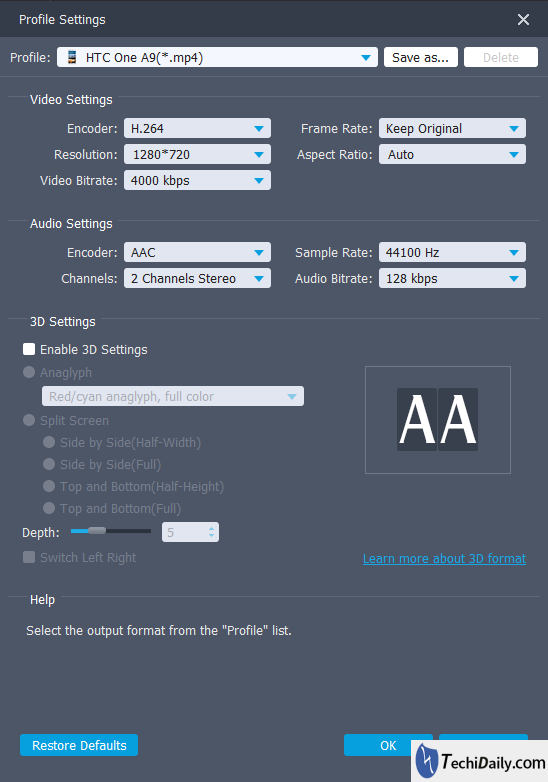 Profile Settings
Profile: HTC One A9(*.mp4) Save as... Delete
Video Settings
Encoder: H.264 Frame Rate: Keep Original
Resolution: 1280*720 Aspect Ratio: Auto
Video Bitrate: 4000 kbps
Audio Settings
Encoder: AAC Sample Rate: 44100 Hz
Channels: 2 Channels Stereo Audio Bitrate: 128 kbps
3D Settings
Enable 3D Settings
Anaglyph
Red/cyan anaglyph, full color
AA
Split Screen
Side by Side(Half-Width)
Side by Side(Full)
Top and Bottom(Half-Height)
Top and Bottom(Full)
Depth: 5
Switch Left Right Learn more about 3D format
Help
Select the output format from the "Profile" list.
Restore Defaults OK
TechiDaily.com